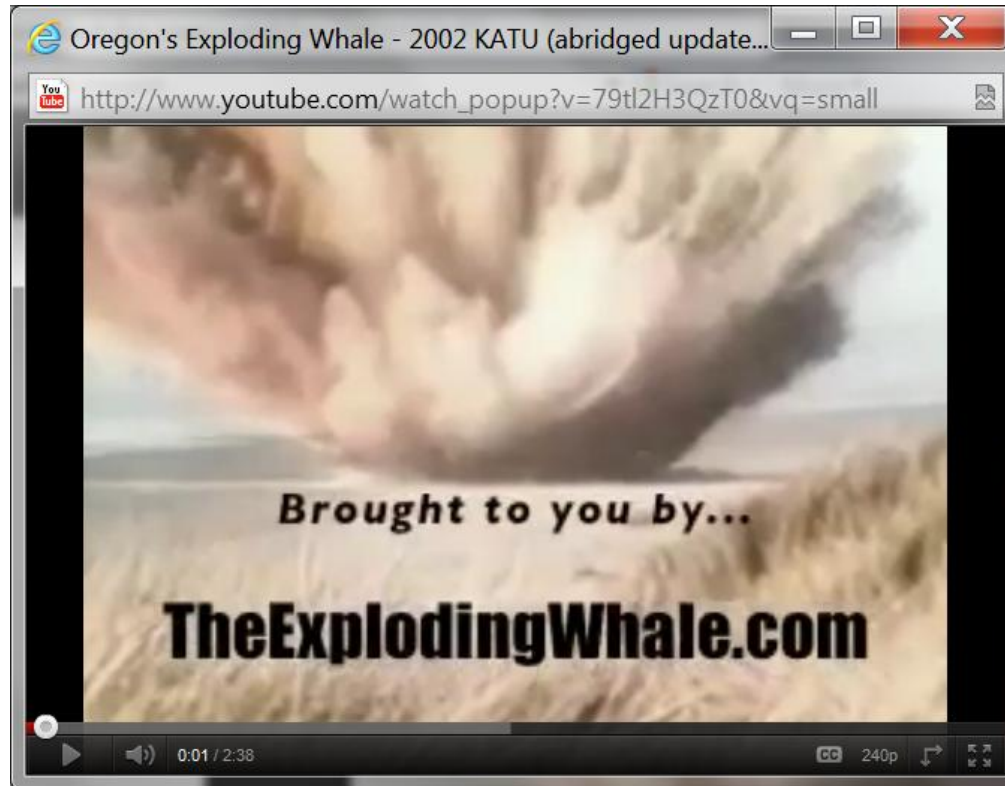 Oregon's Exploding Whale - 2002 KATU (abridged update...
You
Tube
http://www.youtube.com/watch_popup?v=79tl2H3QzT0&vq=small
Brought to you by...
TheExplodingWhale.com
0:01 / 2:38
CC
240p